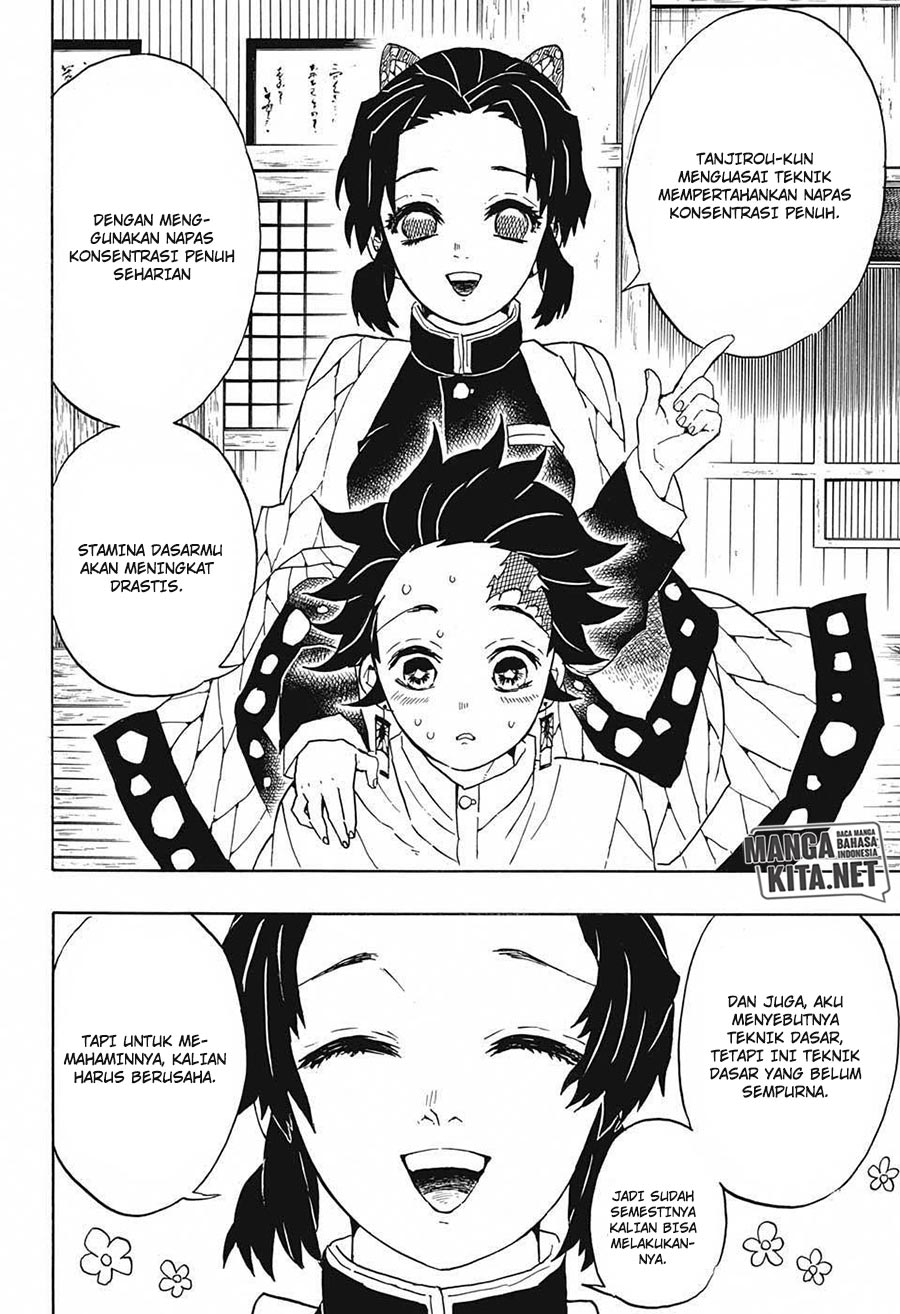 TANJIROU-KUN
MENGUASAI TEKNIK
MEMPERTAHANKAN NAPAS
KONSENTRASI PENUH.
DENGAN MENG-
GUNAKAN NAPAS
KONSENTRASI PENUH
SEHARIAN
STAMINA DASARMU
AKAN MENINGKAT
DRASTIS.
MANGA
KITA.NET
BACA MANGA
BAHASA
INDONESIA
DAN JUGA, AKU
MENYEBUTNYA
TEKNIK DASAR,
TETAPI INI TEKNIK
DASAR YANG BELUM
SEMPURNA.
JADI SUDAH
SEMESTINYA
KALIAN BISA
MELAKUKAN-
NYA.
TAPI UNTUK ME-
MAHAMINNYA, KALIAN
HARUS BERUSAHA.